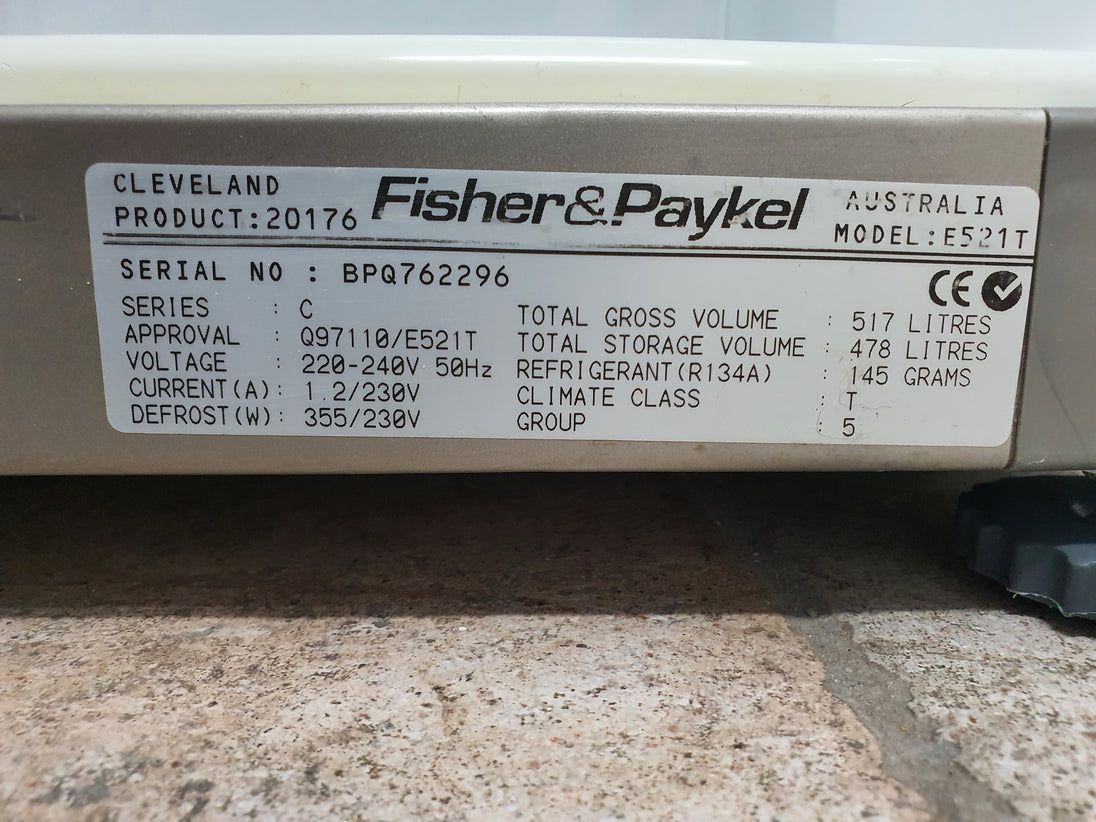 CLEVELAND
PRODUCT:20176
Fisher&Paykel
AUSTRALIA
MODEL:E521T
SERIAL NO : BPQ762296
CE
SERIES : C
APPROVAL : Q97110/E521T
VOLTAGE : 220-240V 50Hz
CURRENT(A): 1.2/230V
DEFROST(W): 355/230V
TOTAL GROSS VOLUME : 517 LITRES
TOTAL STORAGE VOLUME : 478 LITRES
REFRIGERANT(R134A) : 145 GRAMS
CLIMATE CLASS : T
GROUP : 5